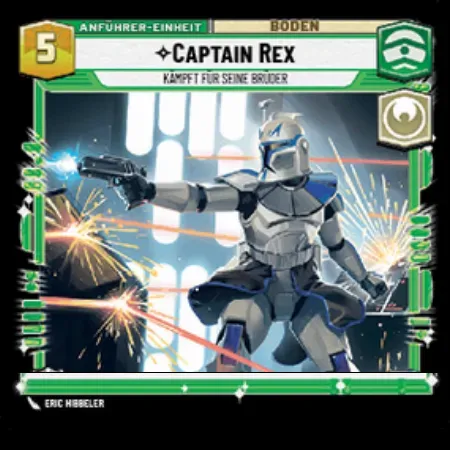 5
ANFÜHRER-EINHEIT
BODEN
CAPTAIN REX
KÄMPFT FÜR SEINE BRÜDER
ERIC HIBBELER